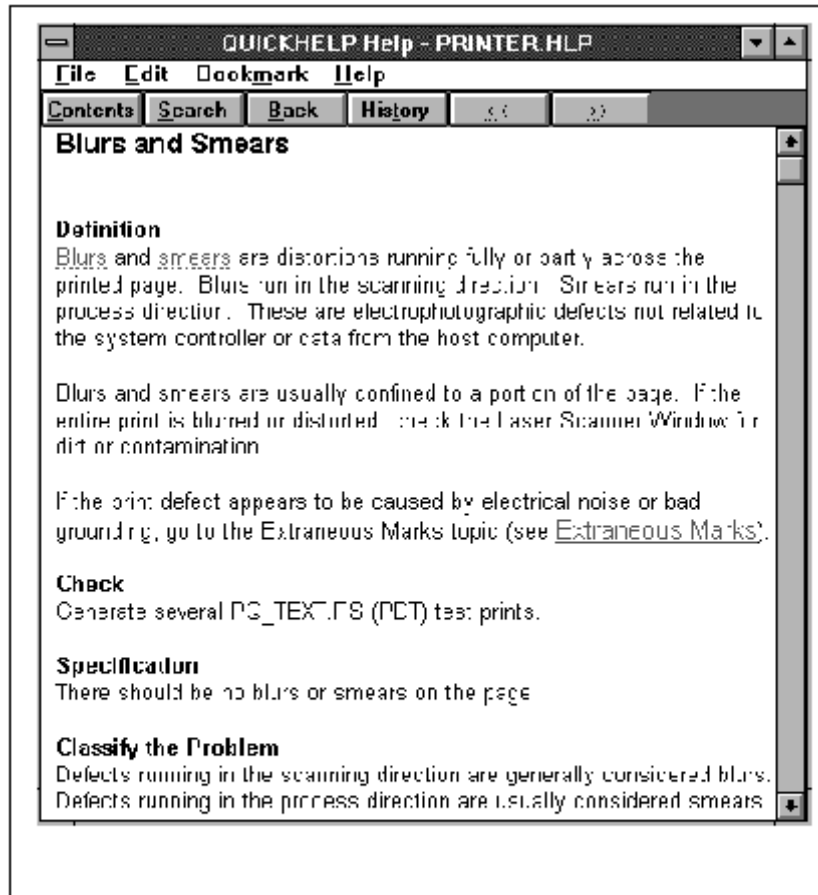 QUICKHELP Help - PRINTER.HLP
File Edit Bookmark Help
Contents Search Back History << >>
Blurs and Smears
Definition
Blurs and smears are distortions running fully or partly across the
printed page. Blurs run in the scanning direction. Smears run in the
process direction. These are electrophotographic defects not related to
the system controller or data from the host computer.
Blurs and smears are usually confined to a portion of the page. If the
entire print is blurred or distorted, check the Laser Scanner Window for
dirt or contamination.
If the print defect appears to be caused by electrical noise or bad
grounding, go to the Extraneous Marks topic (see Extraneous Marks).
Check
Generate several test prints.
Specification
There should be no blurs or smears on the page.
Classify the Problem
Defects running in the scanning direction are generally considered blurs.
Defects running in the process direction are usually considered smears.